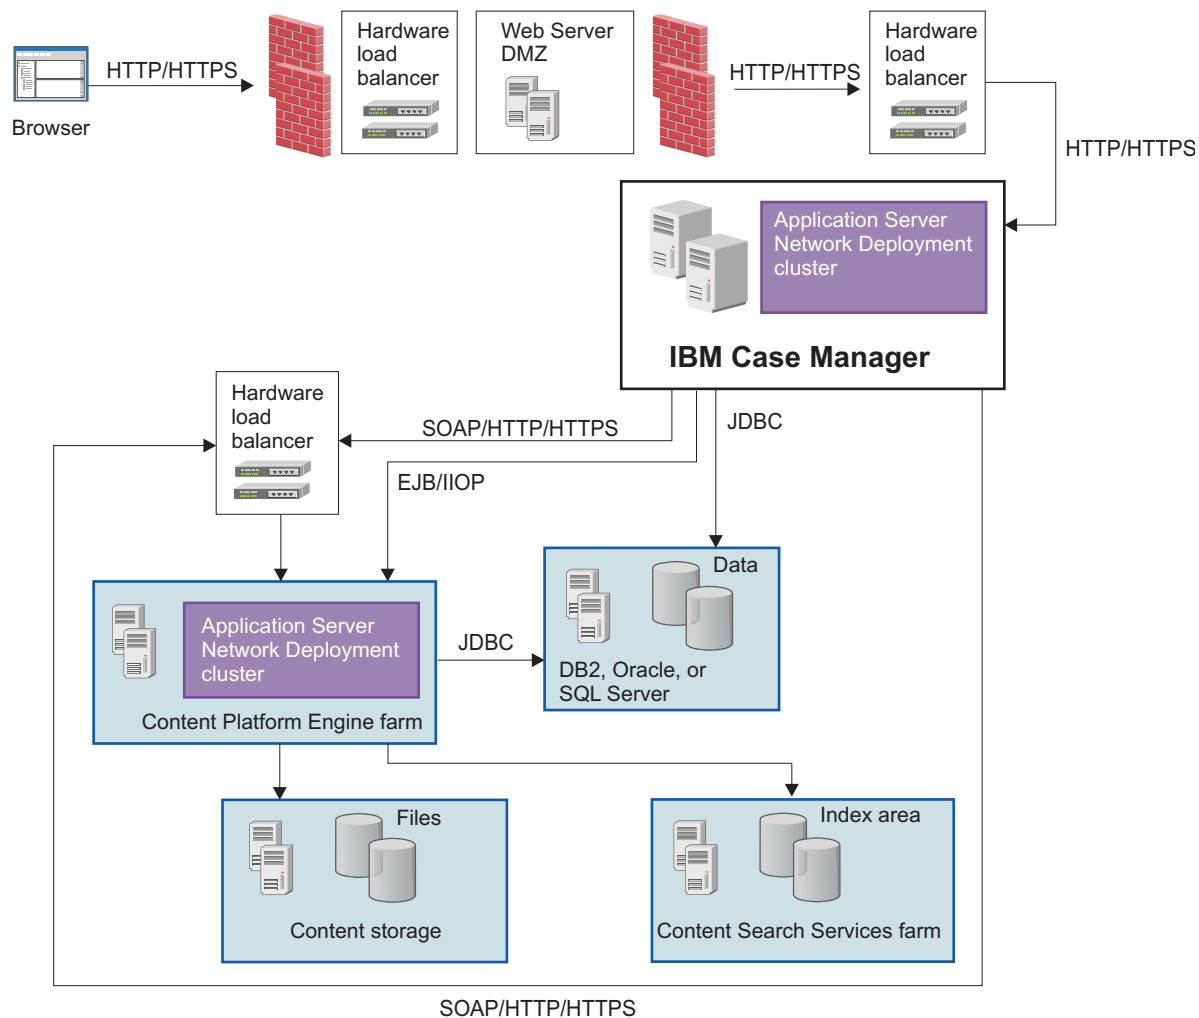 Browser
HTTP/HTTPS
Hardware
load
balancer
Web Server
DMZ
HTTP/HTTPS
Hardware
load
balancer
HTTP/HTTPS
Application Server
Network Deployment
cluster
IBM Case Manager
Hardware
load
balancer
SOAP/HTTP/HTTPS
JDBC
EJB/IIOP
Application Server
Network Deployment
cluster
Content Platform Engine farm
JDBC
Data
DB2, Oracle, or
SQL Server
Files
Content storage
Index area
Content Search Services farm
SOAP/HTTP/HTTPS